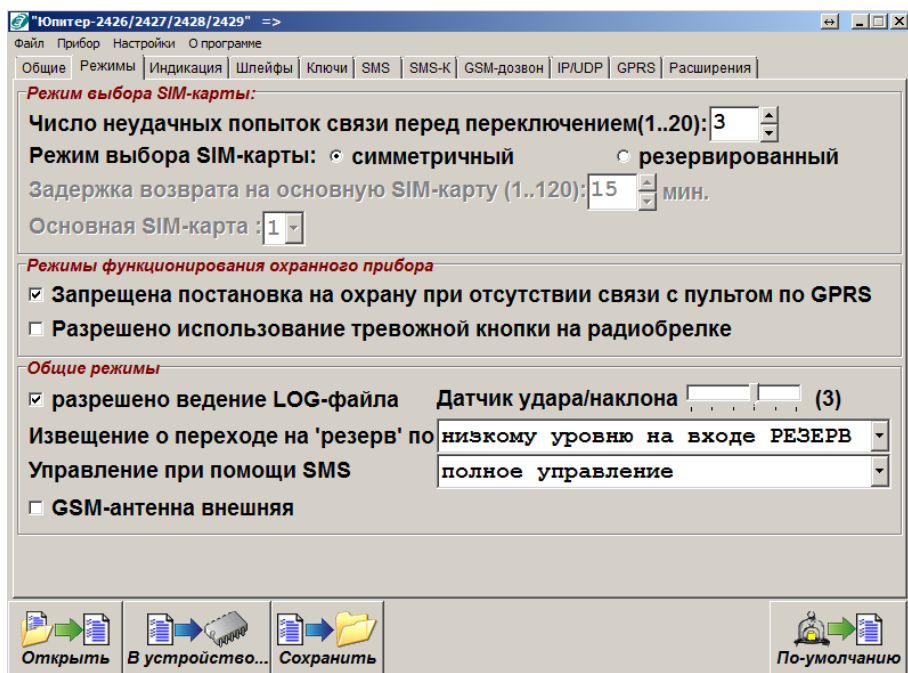 "Юпитер-2426/2427/2428/2429" =>
Файл Прибор Настройки О программе
Общие Режимы Индикация Шлейфы Ключи SMS SMS-К GSM-дозвон IP/UDP GPRS Расширения
Режим выбора SIM-карты:
Число неудачных попыток связи перед переключением(1..20): 3
Режим выбора SIM-карты: симметричный резервированный
Задержка возврата на основную SIM-карту (1..120): 15 мин.
Основная SIM-карта : 1
Режимы функционирования охранного прибора
Запрещена постановка на охрану при отсутствии связи с пультом по GPRS
Разрешено использование тревожной кнопки на радиобрелке
Общие режимы
разрешено ведение LOG-файла Датчик удара/наклона (3)
Извещение о переходе на 'резерв' по низкому уровню на входе РЕЗЕРВ
Управление при помощи SMS полное управление
GSM-антенна внешняя
Открыть В устройство... Сохранить По-умолчанию